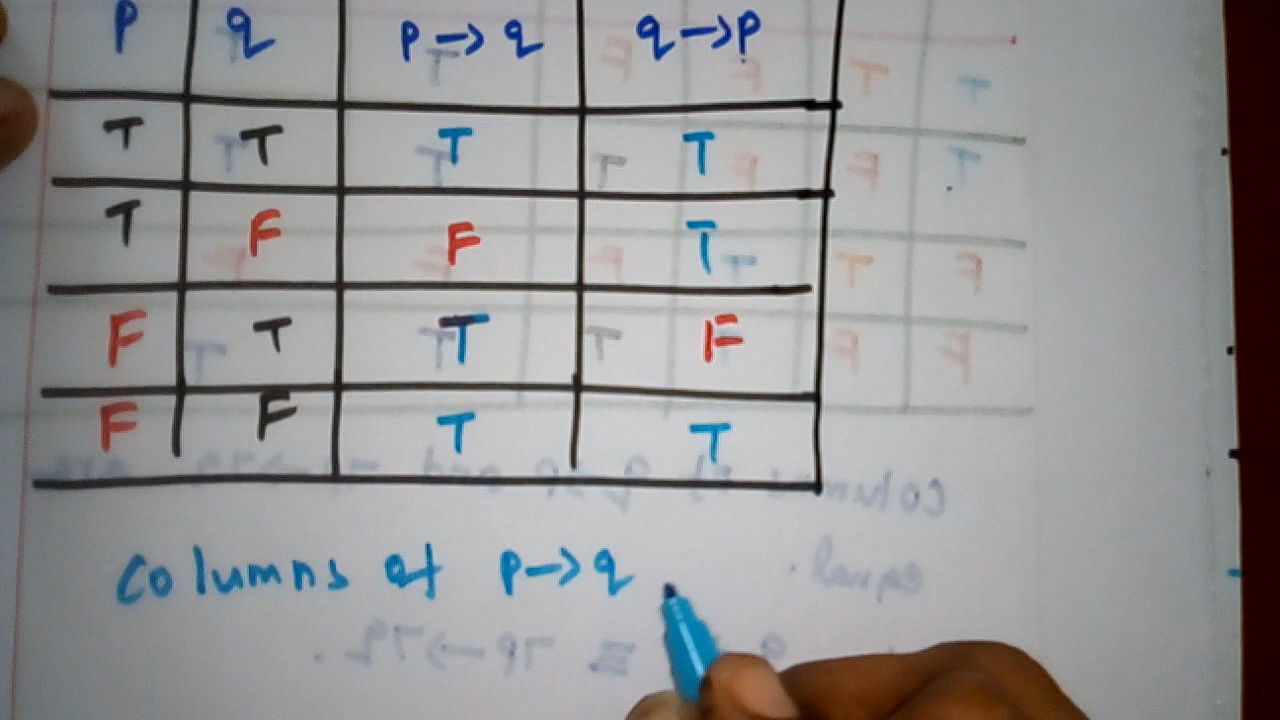 p q p → q q → p
T T T T
T F F T
F T T F
F F T T
Columns of p → q